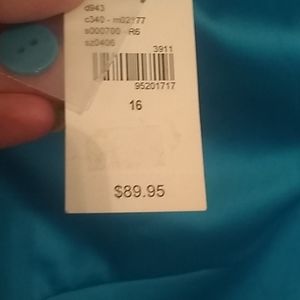 d943
c340 - m02177
s000700 - R6
sz0406
3911
95201717
16
$89.95